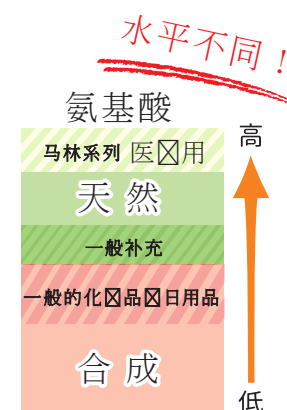 水平不同！
氨基酸
高
马林系列 医☒用
天然
一般补充
一般的化☒品☒日用品
合成
低